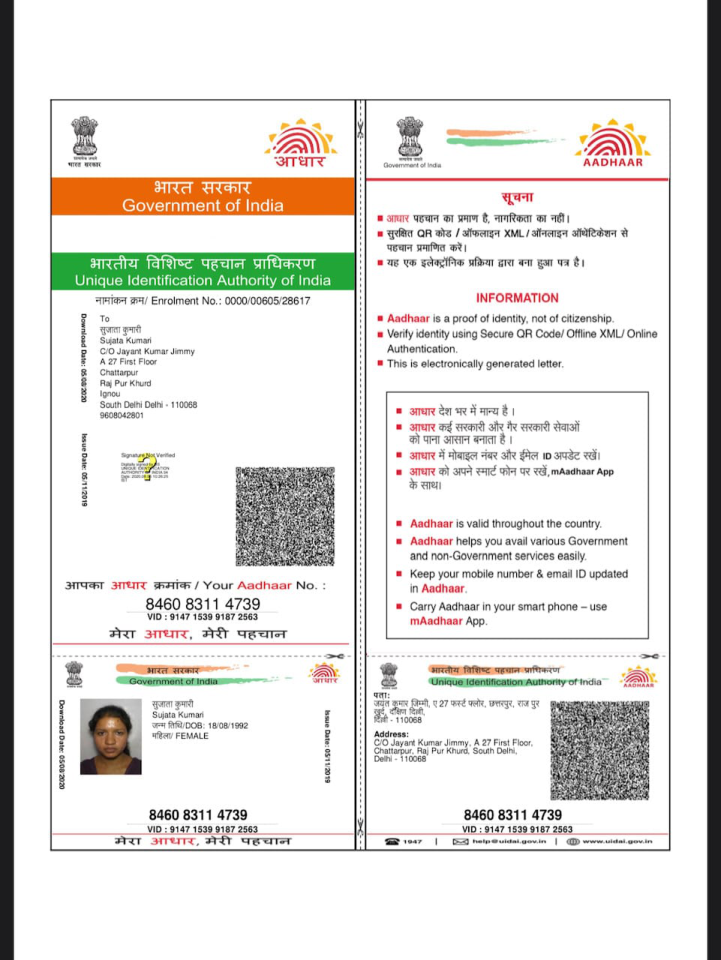 सत्यमेव जयते
भारत सरकार
आधार
भारत सरकार
Government of India
भारतीय विशिष्ट पहचान प्राधिकरण
Unique Identification Authority of India
नामांकन क्रम/ Enrolment No.: 0000/00605/28617
Download Date: 05/08/2020
To
सुजाता कुमारी
Sujata Kumari
C/O Jayant Kumar Jimmy
A 27 First Floor
Chattarpur
Raj Pur Khurd
Ignou
South Delhi Delhi - 110068
9608042801
Issue Date: 05/11/2019
Signature Not Verified
आपका आधार क्रमांक / Your Aadhaar No. :
8460 8311 4739
VID : 9147 1539 9187 2563
मेरा आधार, मेरी पहचान
सत्यमेव जयते
Government of India
AADHAAR
सूचना
आधार पहचान का प्रमाण है, नागरिकता का नहीं।
सुरक्षित QR कोड / ऑफलाइन XML / ऑनलाइन ऑथेंटिकेशन से
पहचान प्रमाणित करें।
यह एक इलेक्ट्रॉनिक प्रक्रिया द्वारा बना हुआ पत्र है।
INFORMATION
Aadhaar is a proof of identity, not of citizenship.
Verify identity using Secure QR Code/ Offline XML/ Online
Authentication.
This is electronically generated letter.
आधार देश भर में मान्य है ।
आधार कई सरकारी और गैर सरकारी सेवाओं
को पाना आसान बनाता है ।
आधार में मोबाइल नंबर और ईमेल ID अपडेट रखें।
आधार को अपने स्मार्ट फोन पर रखें, mAadhaar App
के साथ।
Aadhaar is valid throughout the country.
Aadhaar helps you avail various Government
and non-Government services easily.
Keep your mobile number & email ID updated
in Aadhaar.
Carry Aadhaar in your smart phone – use
mAadhaar App.
भारत सरकार
Government of India
आधार
Download Date: 05/08/2020
सुजाता कुमारी
Sujata Kumari
जन्म तिथि/DOB: 18/08/1992
महिला/ FEMALE
Issue Date: 05/11/2019
8460 8311 4739
VID : 9147 1539 9187 2563
मेरा आधार, मेरी पहचान
भारतीय विशिष्ट पहचान प्राधिकरण
Unique Identification Authority of India
AADHAAR
पता:
जयंत कुमार जिम्मी, ए 27 फर्स्ट फ्लोर, छत्तरपुर, राज पुर
खुर्द, दक्षिण दिल्ली,
दिल्ली - 110068
Address:
C/O Jayant Kumar Jimmy, A 27 First Floor,
Chattarpur, Raj Pur Khurd, South Delhi,
Delhi - 110068
8460 8311 4739
VID : 9147 1539 9187 2563
1947 | help@uidai.gov.in | www.uidai.gov.in